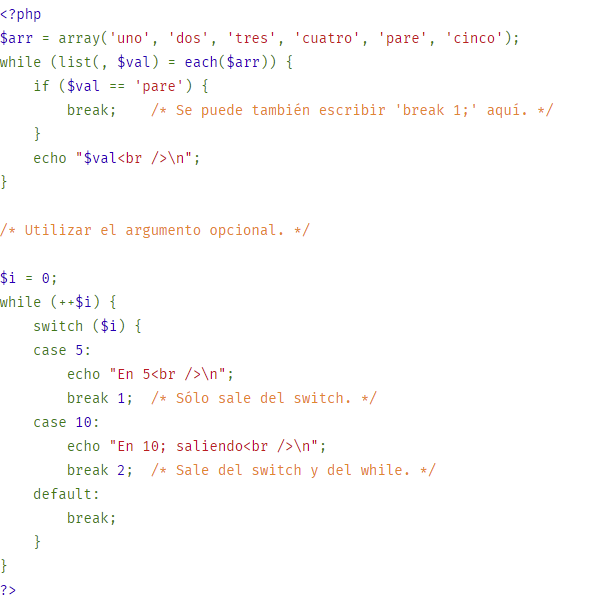 <?php
$arr = array('uno', 'dos', 'tres', 'cuatro', 'pare', 'cinco');
while (list(, $val) = each($arr)) {
    if ($val == 'pare') {
        break;    /* Se puede también escribir 'break 1;' aquí. */
    }
    echo "$val<br />\n";
}

/* Utilizar el argumento opcional. */

$i = 0;
while (++$i) {
    switch ($i) {
    case 5:
        echo "En 5<br />\n";
        break 1;  /* Sólo sale del switch. */
    case 10:
        echo "En 10; saliendo<br />\n";
        break 2;  /* Sale del switch y del while. */
    default:
        break;
    }
}
?>